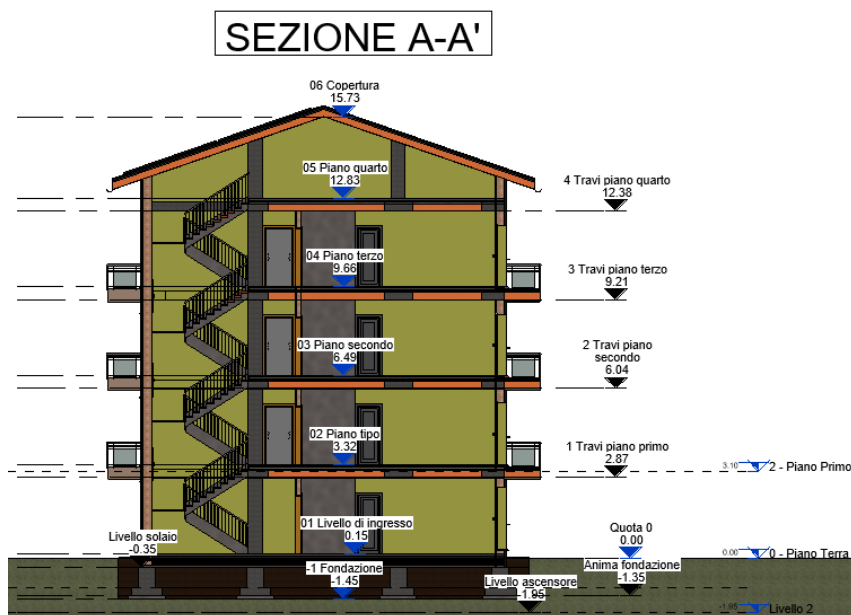 SEZIONE A-A'
06 Copertura
15.73
05 Piano quarto
12.83
4 Travi piano quarto
12.38
04 Piano terzo
9.66
3 Travi piano terzo
9.21
03 Piano secondo
6.49
2 Travi piano
secondo
6.04
02 Piano tipo
3.32
1 Travi piano primo
2.87
3.10
2 - Piano Primo
01 Livello di ingresso
0.15
Livello solaio
-0.35
Quota 0
0.00
0.00
0 - Piano Terra
-1 Fondazione
-1.45
Anima fondazione
-1.35
Livello ascensore
-1.95
-1.95
Livello 2